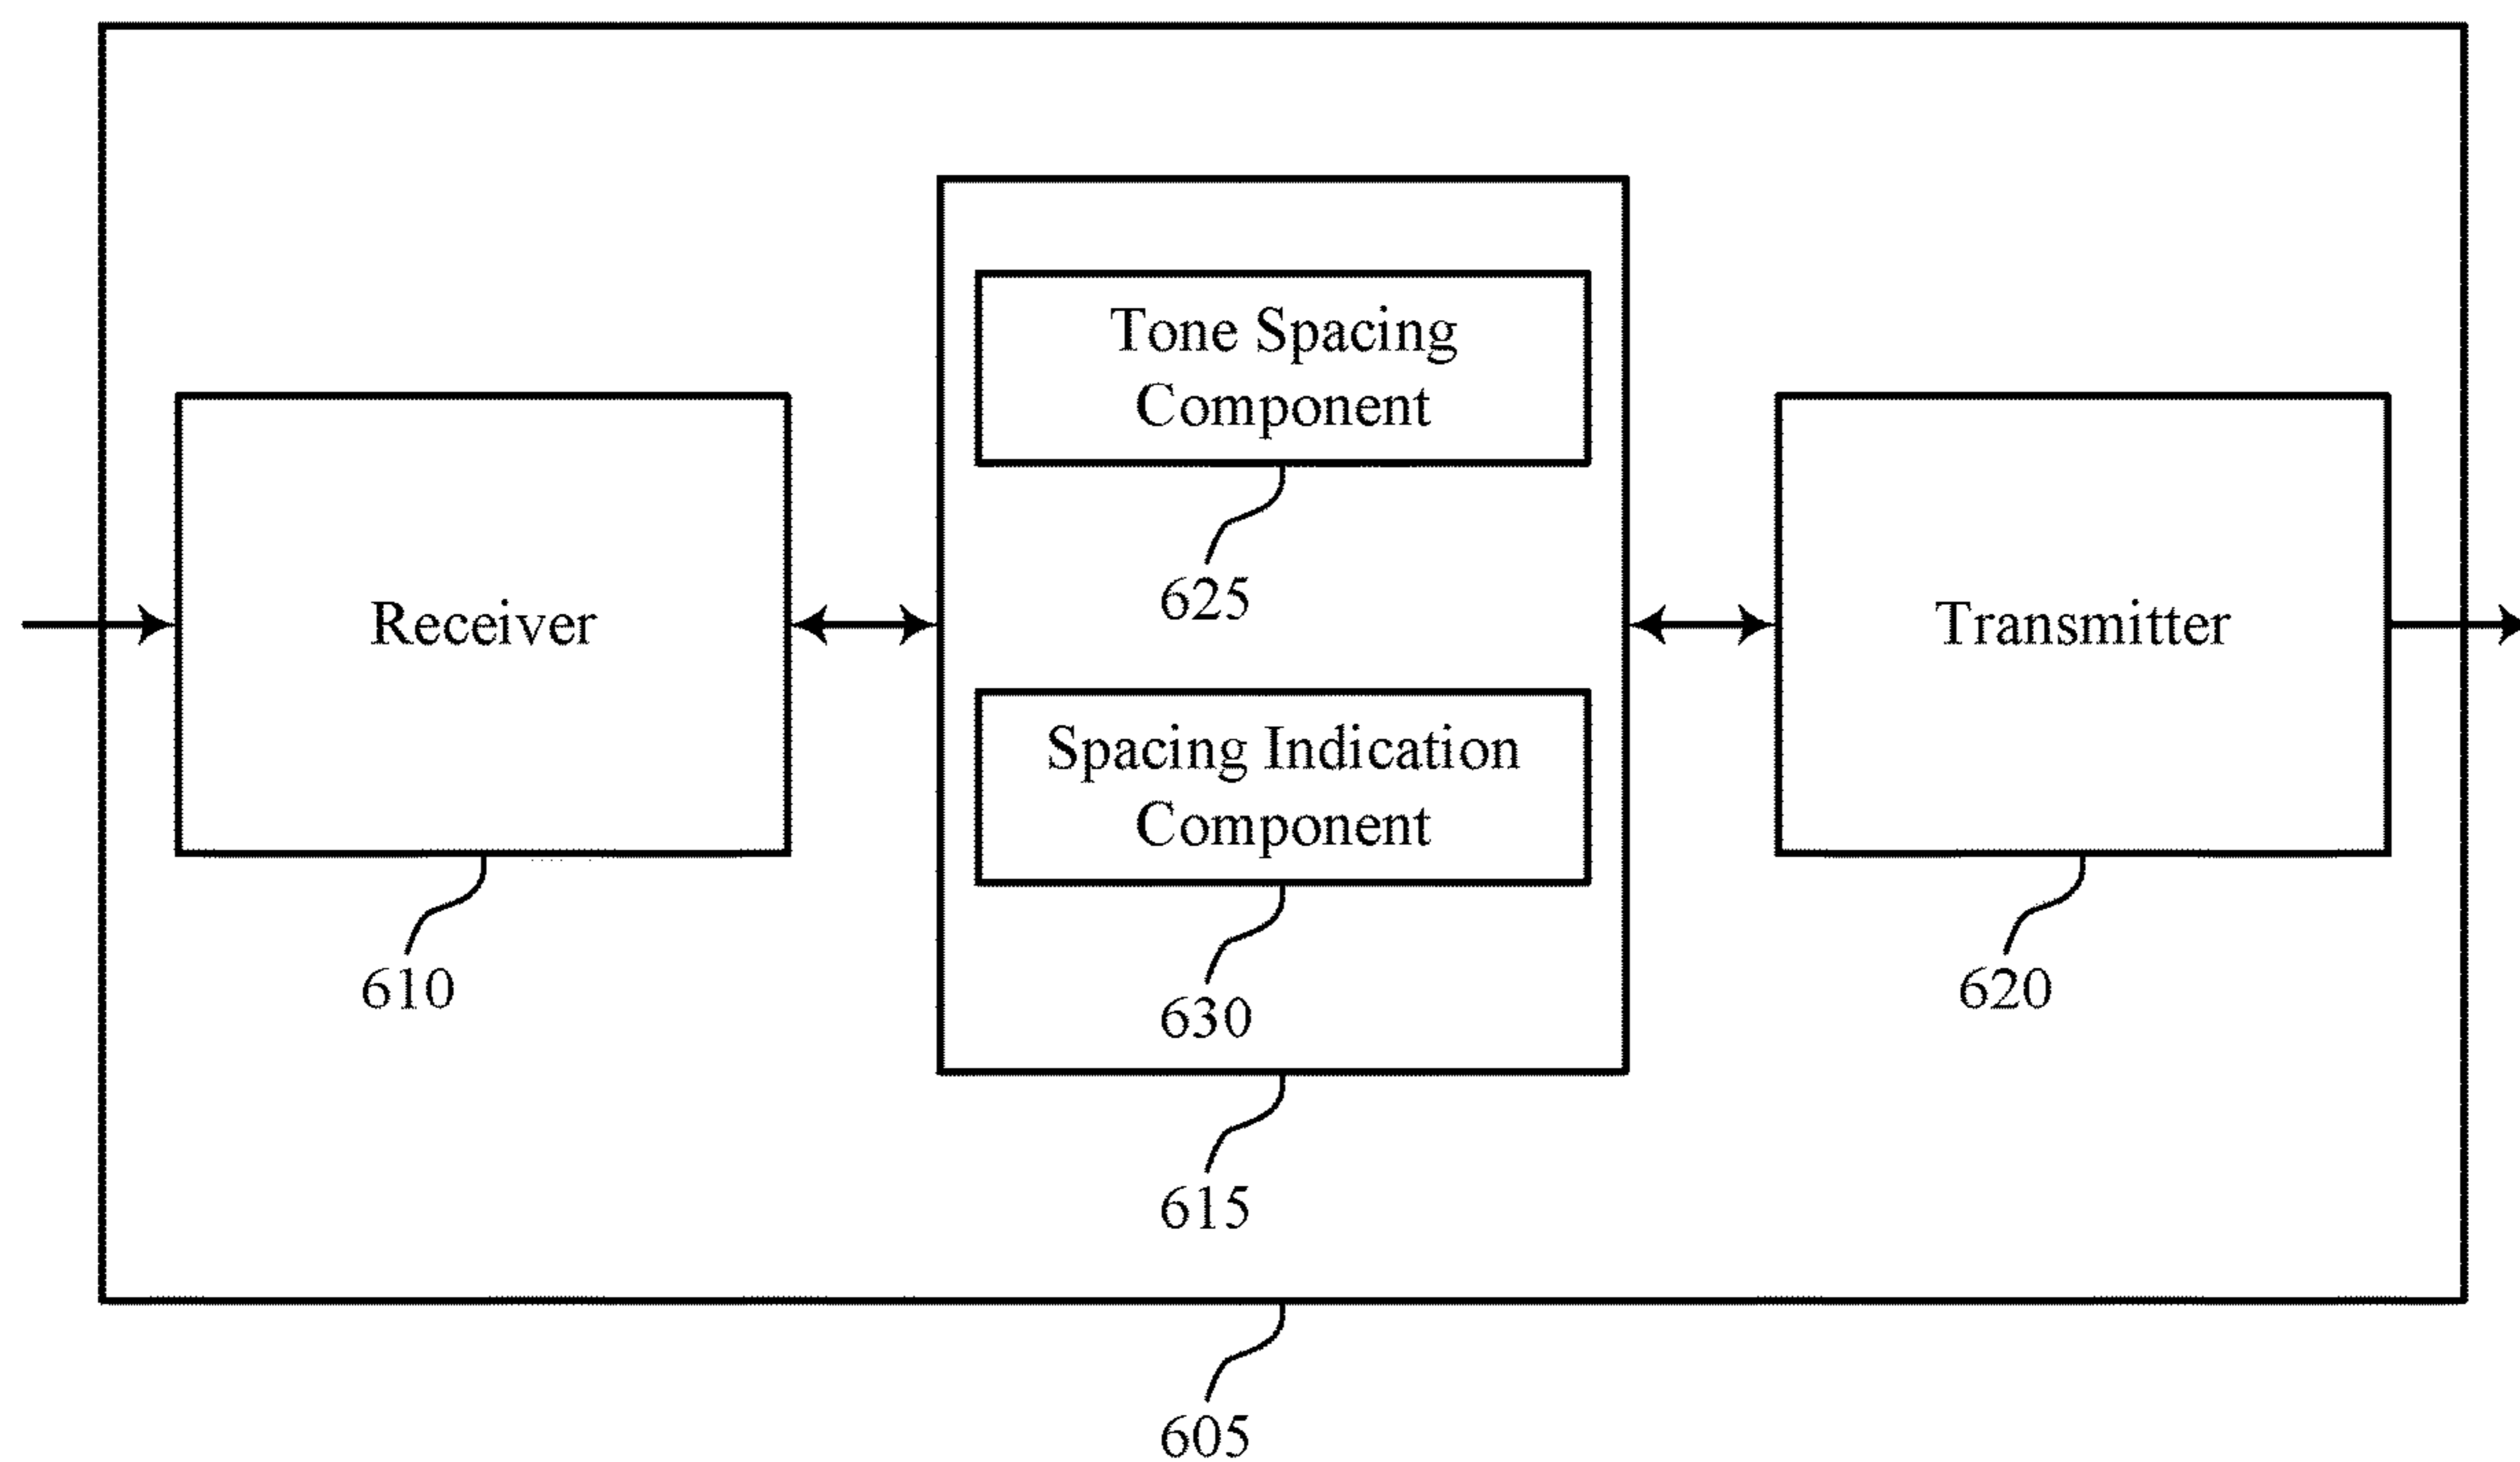 Tone Spacing
Component
625
Receiver
610
Spacing Indication
Component
630
Transmitter
620
615
605